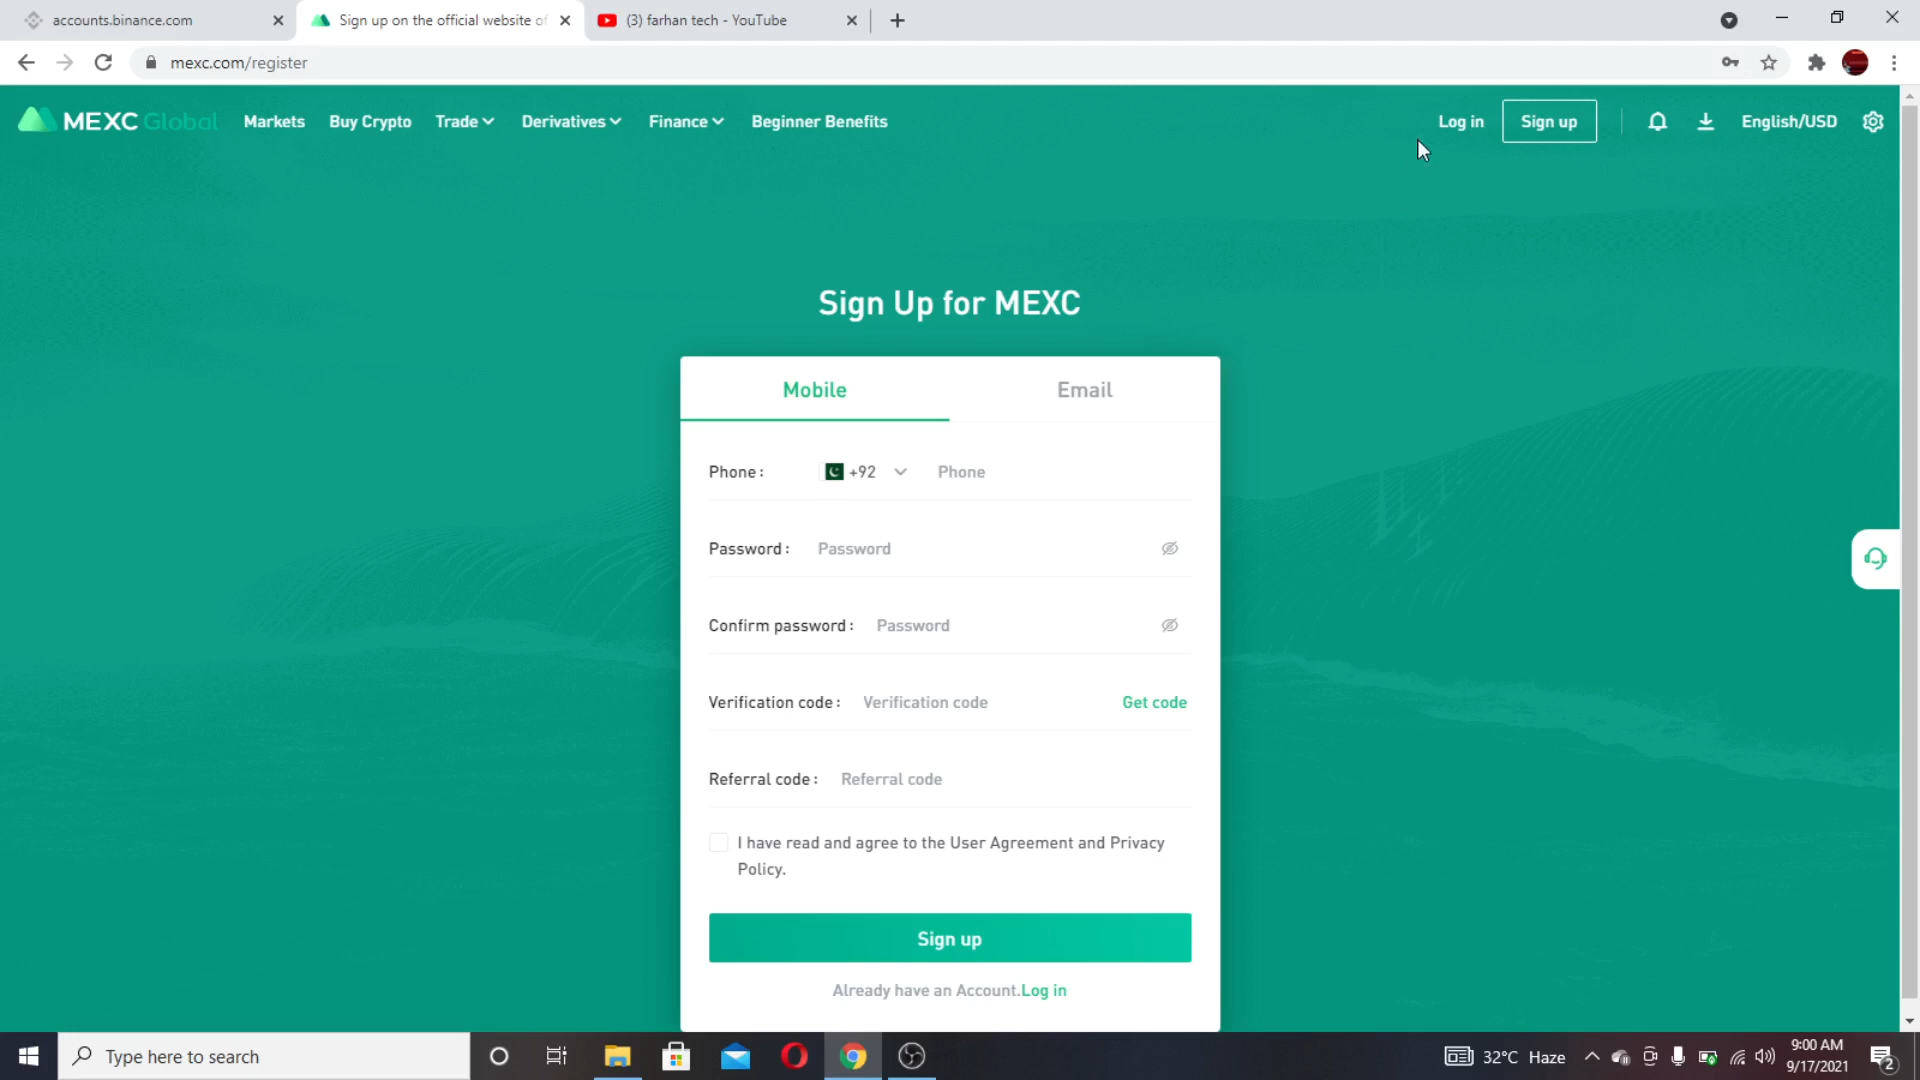 accounts.binance.com
Sign up on the official website of
(3) farhan tech - YouTube
mexc.com/register
MEXC Global
Markets
Buy Crypto
Trade
Derivatives
Finance
Beginner Benefits
Log in
Sign up
English/USD
Sign Up for MEXC
Mobile
Email
Phone:
+92
Phone
Password:
Password
Confirm password:
Password
Verification code:
Verification code
Get code
Referral code:
Referral code
I have read and agree to the User Agreement and Privacy
Policy.
Sign up
Already have an Account.Log in
Type here to search
32°C Haze
9:00 AM
9/17/2021
2